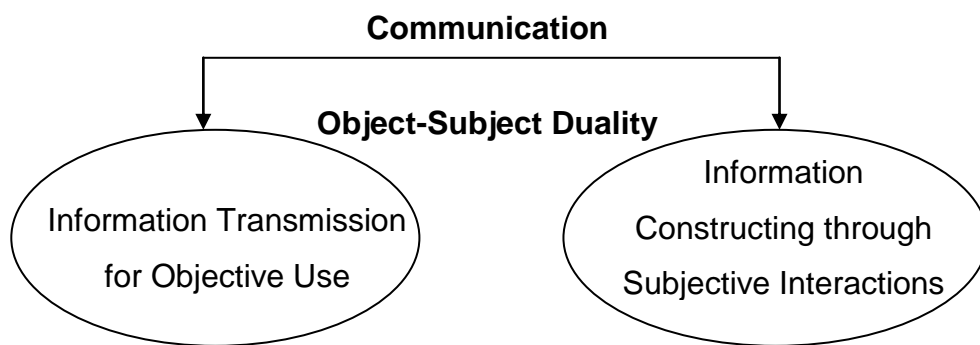 Communication
Object-Subject Duality
Information Transmission
for Objective Use
Information
Constructing through
Subjective Interactions